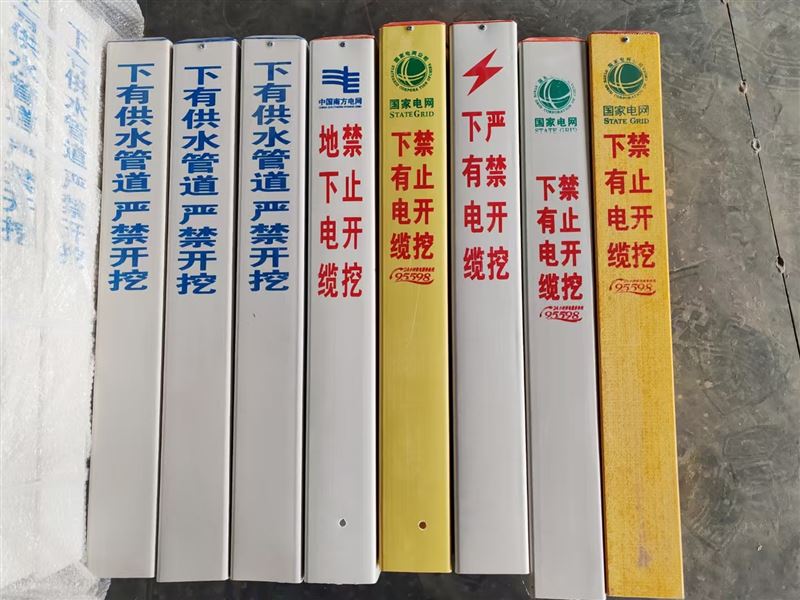 下有供水管道 严禁开挖
下有供水管道 严禁开挖
下有供水管道 严禁开挖
中国南方电网
地下电缆
禁止开挖
国家电网
STATE GRID
下有电缆
禁止开挖
95598
下有电缆
严禁开挖
国家电网
STATE GRID
下有电缆
禁止开挖
95598
国家电网
STATE GRID
下有电缆
禁止开挖
95598